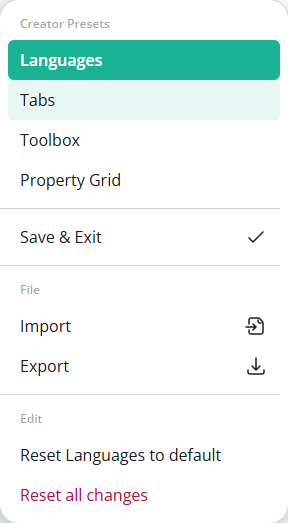 Creator Presets
Languages
Tabs
Toolbox
Property Grid
Save & Exit
File
Import
Export
Edit
Reset Languages to default
Reset all changes